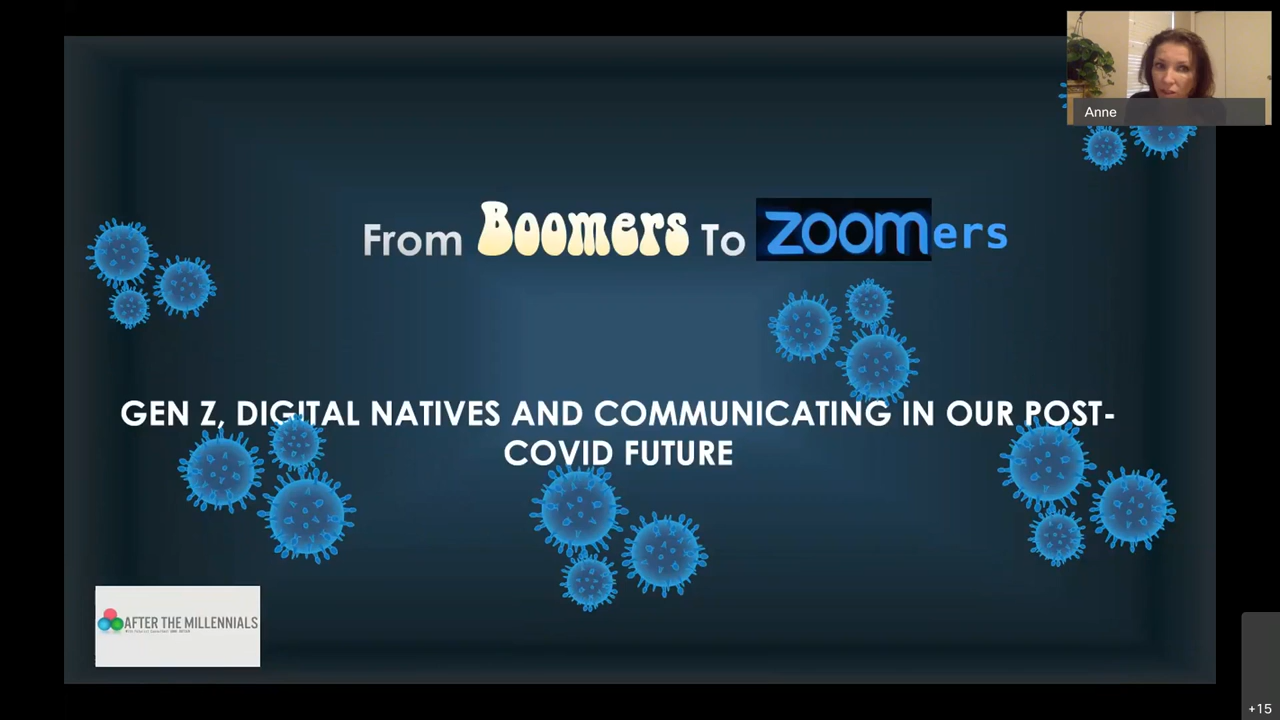 Anne
From Boomers To zoomers
GEN Z, DIGITAL NATIVES AND COMMUNICATING IN OUR POST-
COVID FUTURE
AFTER THE MILLENNIALS
+15